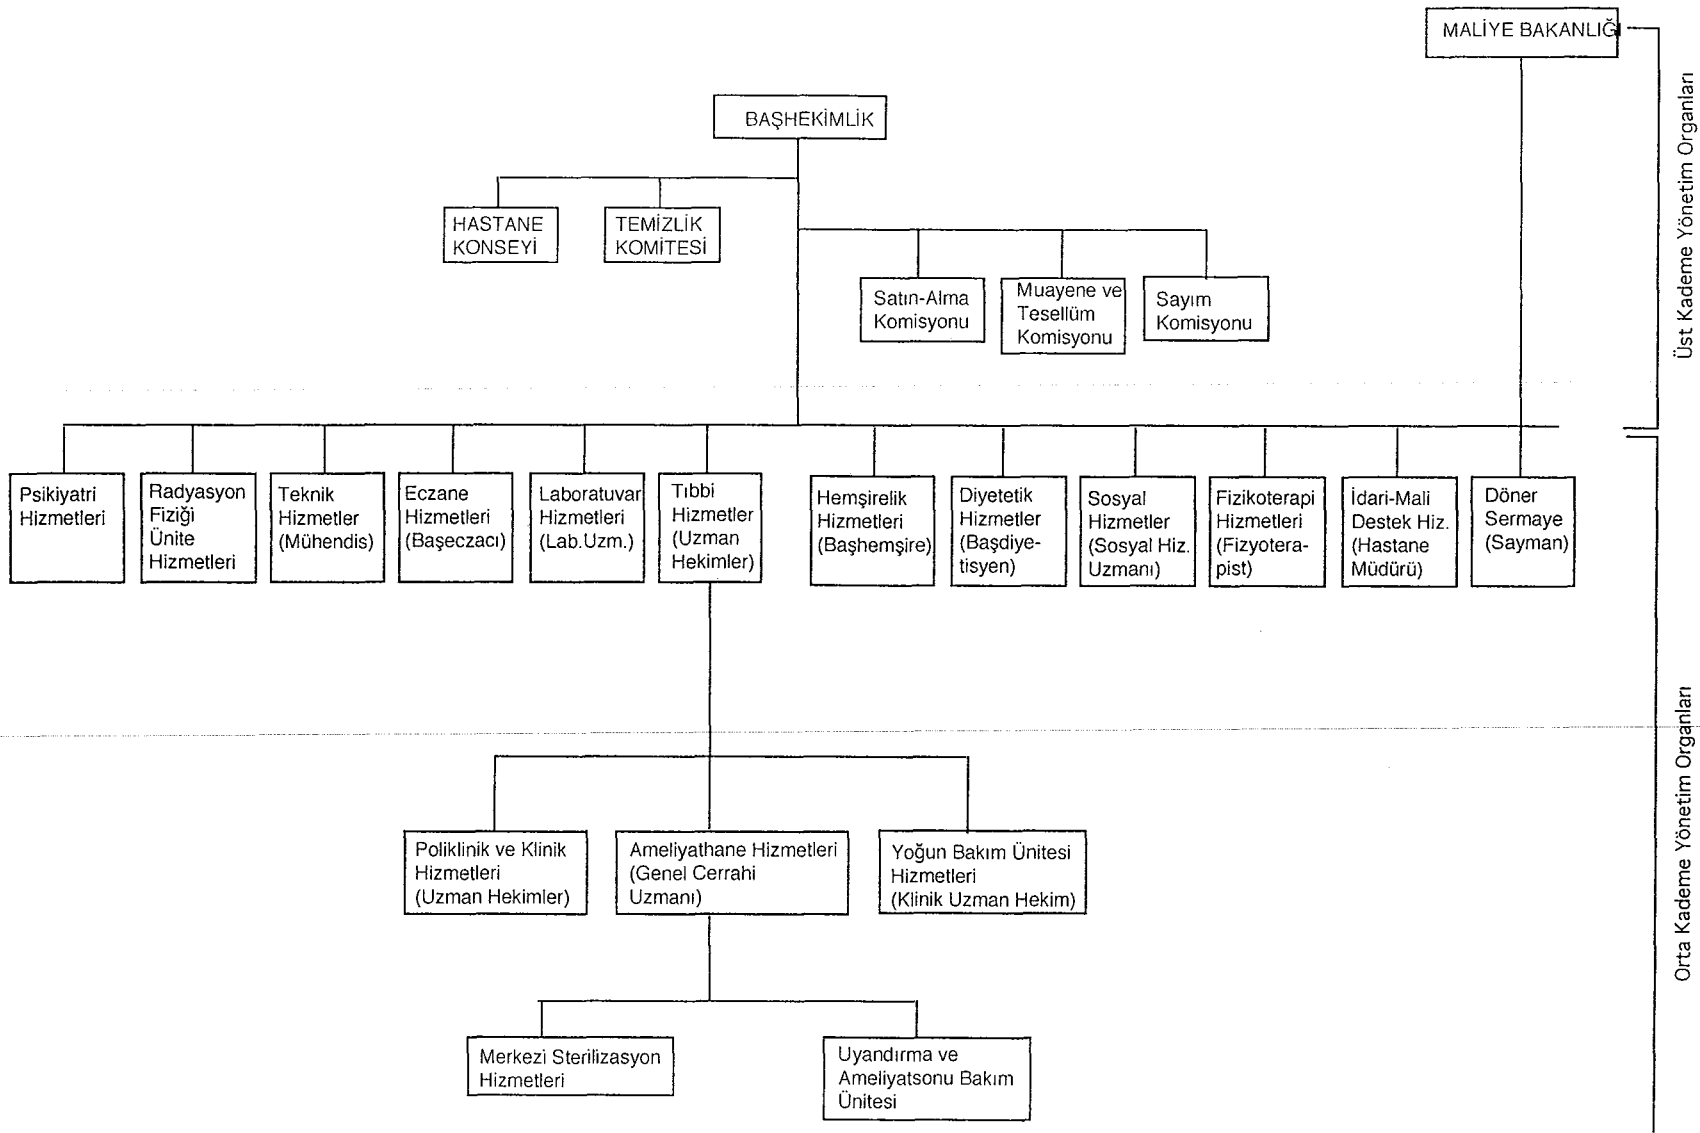 MALİYE BAKANLIĞI
BAŞHEKİMLİK
HASTANE
KONSEYİ
TEMİZLİK
KOMİTESİ
Satın-Alma
Komisyonu
Muayene ve
Tesellüm
Komisyonu
Sayım
Komisyonu
Üst Kademe Yönetim Organları
Psikiyatri
Hizmetleri
Radyasyon
Fiziği
Ünite
Hizmetleri
Teknik
Hizmetler
(Mühendis)
Eczane
Hizmetleri
(Başeczacı)
Laboratuvar
Hizmetleri
(Lab.Uzm.)
Tıbbi
Hizmetler
(Uzman
Hekimler)
Hemşirelik
Hizmetleri
(Başhemşire)
Diyetetik
Hizmetler
(Başdiye-
tisyen)
Sosyal
Hizmetler
(Sosyal Hiz.
Uzmanı)
Fizikoterapi
Hizmetleri
(Fizyotera-
pist)
İdari-Mali
Destek Hiz.
(Hastane
Müdürü)
Döner
Sermaye
(Sayman)
Poliklinik ve Klinik
Hizmetleri
(Uzman Hekimler)
Ameliyathane Hizmetleri
(Genel Cerrahi
Uzmanı)
Yoğun Bakım Ünitesi
Hizmetleri
(Klinik Uzman Hekim)
Merkezi Sterilizasyon
Hizmetleri
Uyandırma ve
Ameliyatsonu Bakım
Ünitesi
Orta Kademe Yönetim Organları